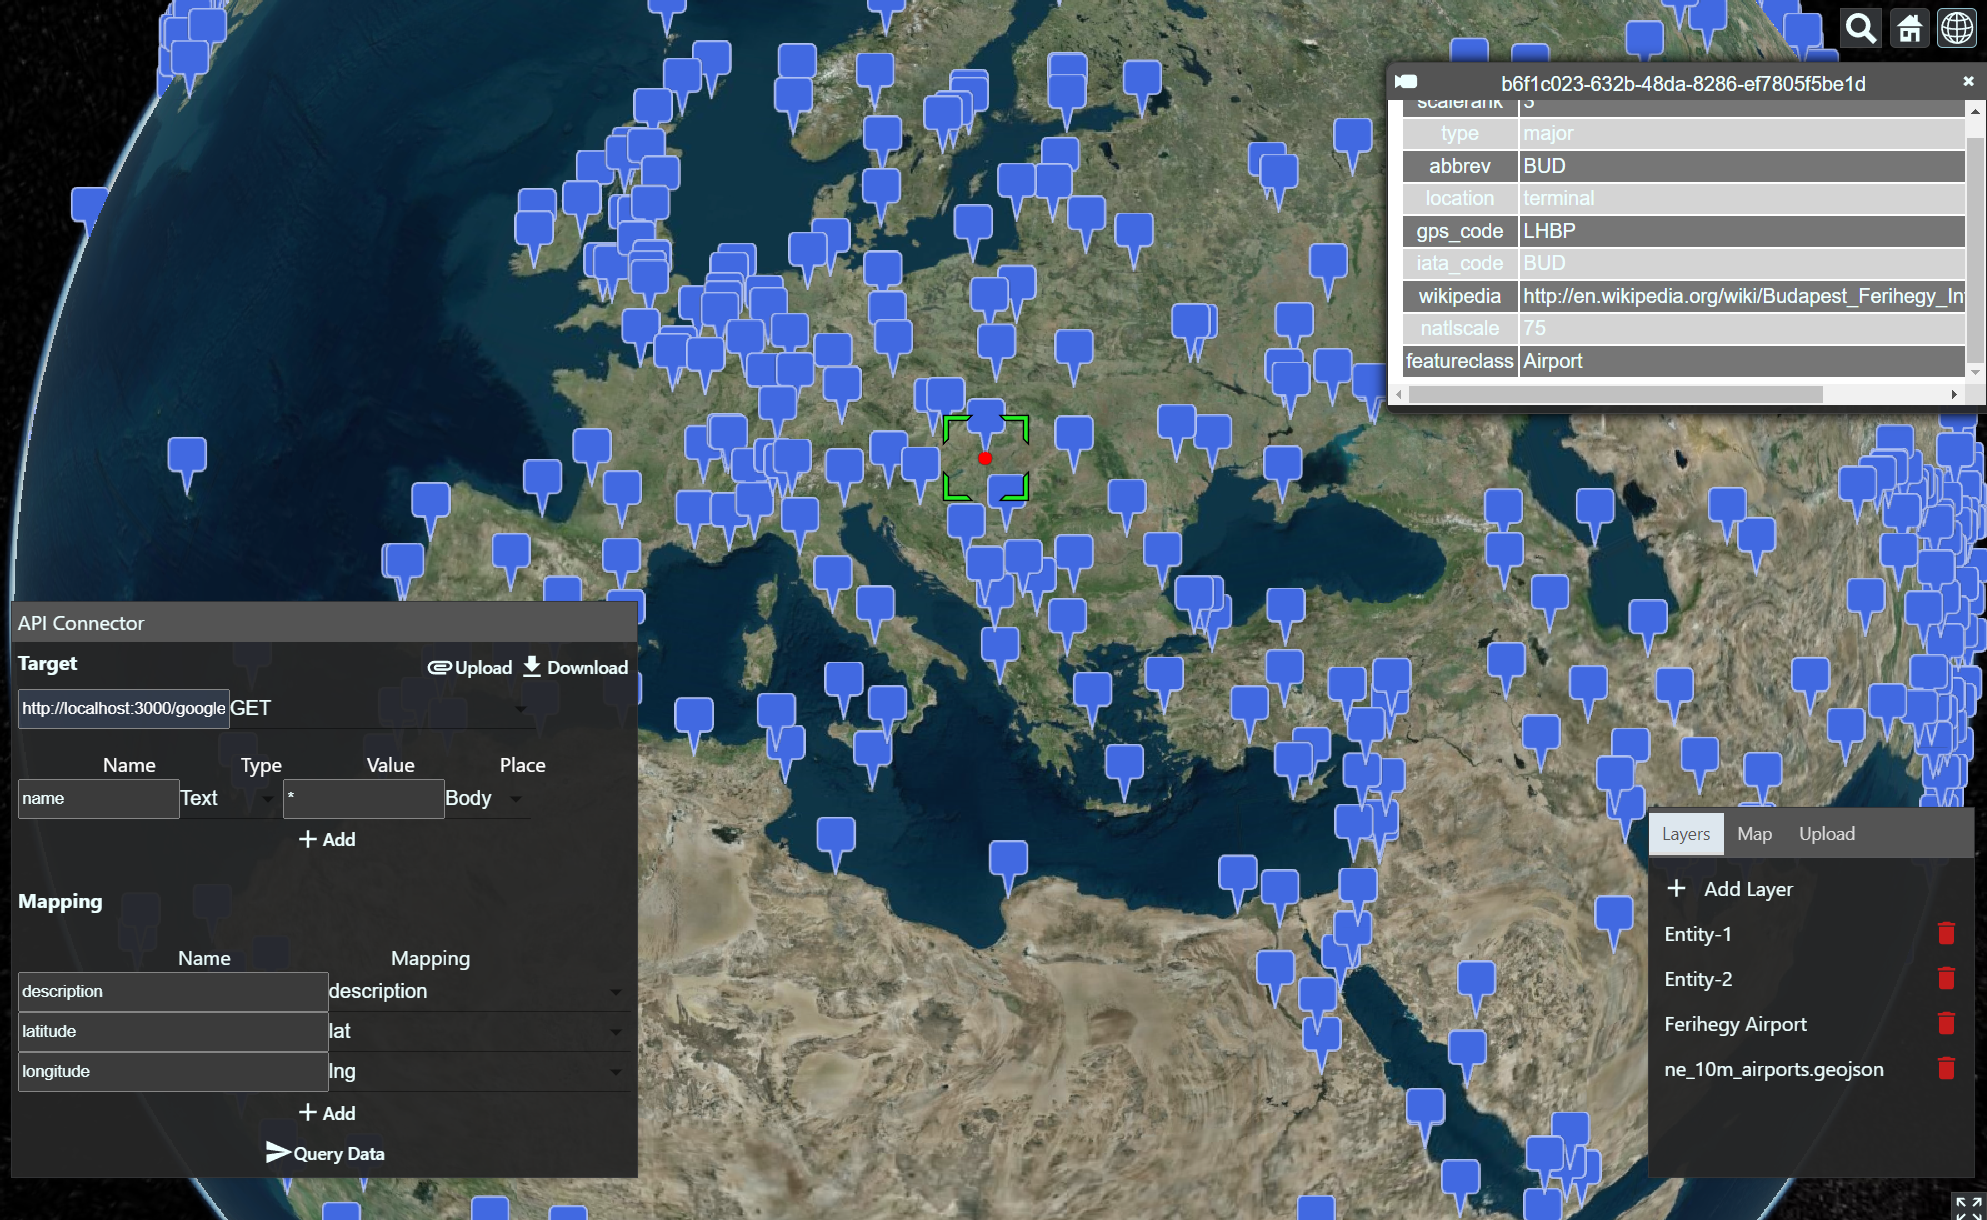 b6f1c023-632b-48da-8286-ef7805f5be1d
scalerank 3
type major
abbrev BUD
location terminal
gps_code LHBP
iata_code BUD
wikipedia http://en.wikipedia.org/wiki/Budapest_Ferihegy_In
natlscale 75
featureclass Airport
API Connector
Target
Upload Download
http://localhost:3000/google GET
Name Type Value Place
name Text * Body
+ Add
Mapping
Name Mapping
description description
latitude lat
longitude lng
+ Add
Query Data
Layers Map Upload
+ Add Layer
Entity-1
Entity-2
Ferihegy Airport
ne_10m_airports.geojson